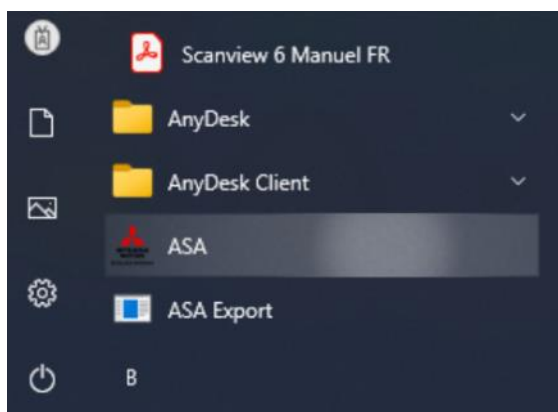 Scanview 6 Manuel FR
AnyDesk
AnyDesk Client
ASA
ASA Export
B